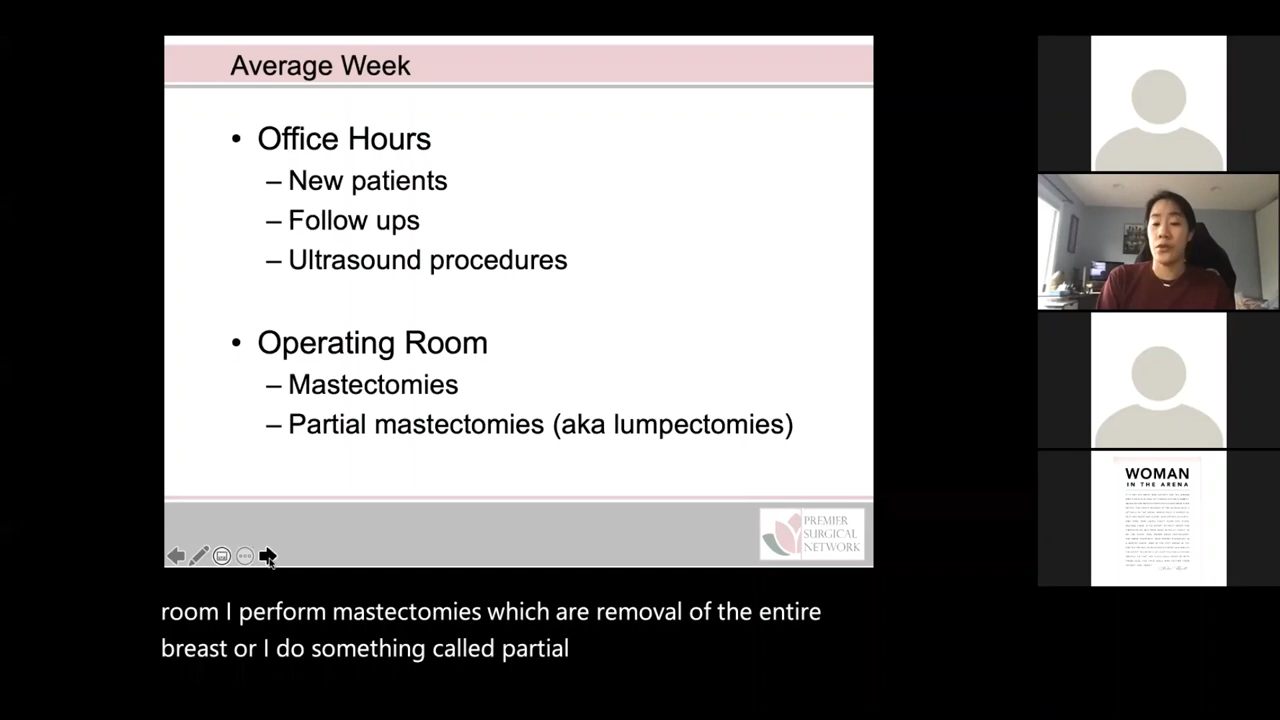 Average Week
• Office Hours
– New patients
– Follow ups
– Ultrasound procedures
• Operating Room
– Mastectomies
– Partial mastectomies (aka lumpectomies)
PREMIER
SURGICAL
NETWORK
room I perform mastectomies which are removal of the entire
breast or I do something called partial
WOMAN
IN THE ARENA